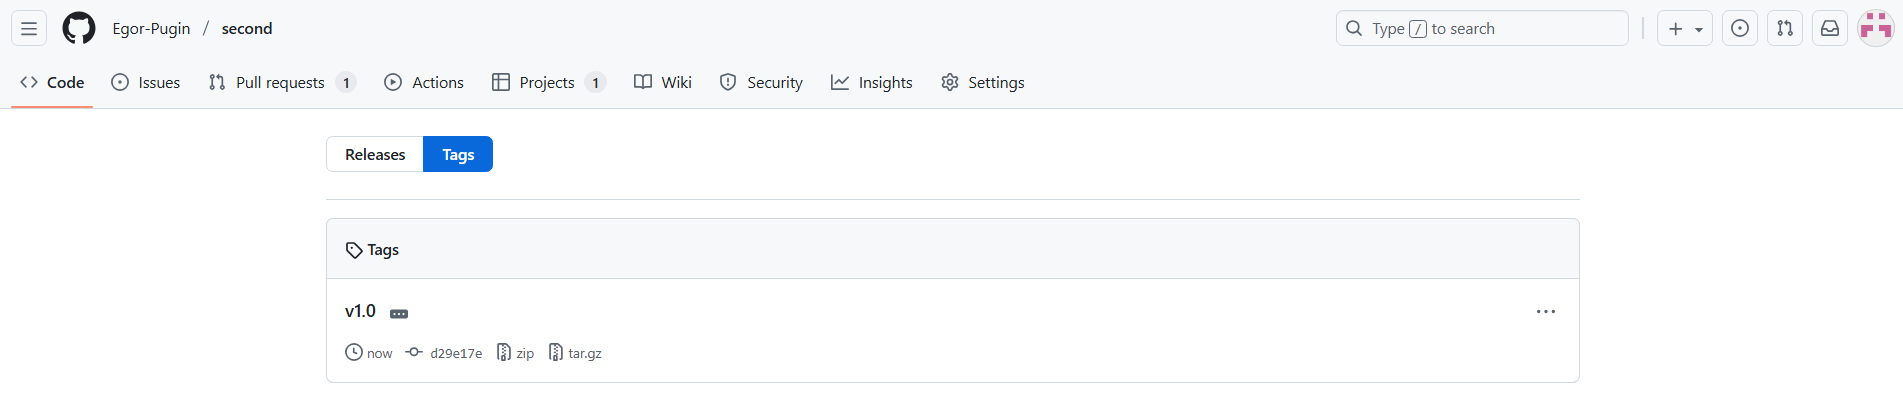 Egor-Pugin / second
Type / to search
Code Issues Pull requests 1 Actions Projects 1 Wiki Security Insights Settings
Releases Tags
Tags
v1.0
now d29e17e zip tar.gz